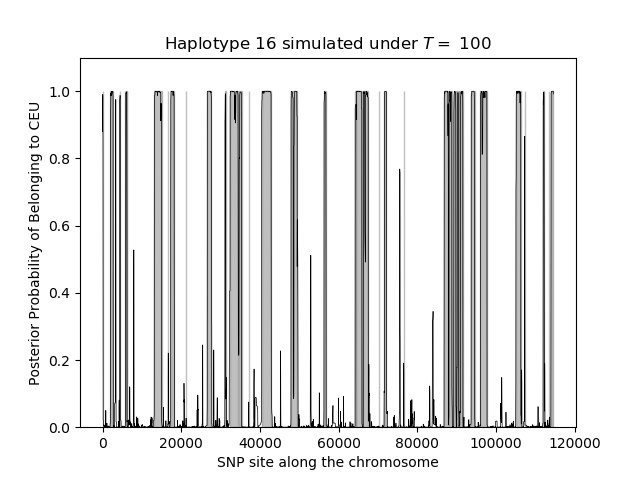 Haplotype 16 simulated under T = 100
Posterior Probability of Belonging to CEU
1.0
0.8
0.6
0.4
0.2
0.0
0 20000 40000 60000 80000 100000 120000
SNP site along the chromosome